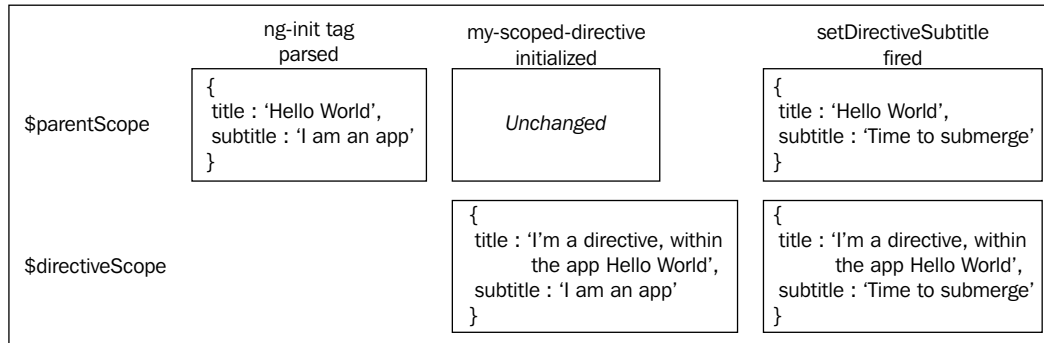 ng-init tag
parsed
my-scoped-directive
initialized
setDirectiveSubtitle
fired
$parentScope
{
title : ‘Hello World’,
subtitle : ‘I am an app’
}
Unchanged
{
title : ‘Hello World’,
subtitle : ‘Time to submerge’
}
$directiveScope
{
title : ‘I’m a directive, within
the app Hello World’,
subtitle : ‘I am an app’
}
{
title : ‘I’m a directive, within
the app Hello World’,
subtitle : ‘Time to submerge’
}